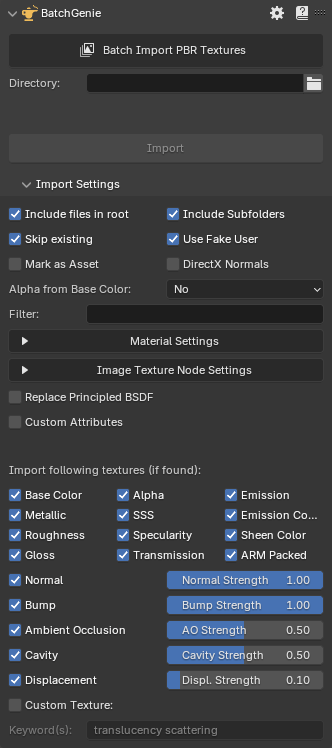 BatchGenie
Batch Import PBR Textures
Directory:
Import
Import Settings
Include files in root Include Subfolders
Skip existing Use Fake User
Mark as Asset DirectX Normals
Alpha from Base Color: No
Filter:
Material Settings
Image Texture Node Settings
Replace Principled BSDF
Custom Attributes
Import following textures (if found):
Base Color Alpha Emission
Metallic SSS Emission Co...
Roughness Specularity Sheen Color
Gloss Transmission ARM Packed
Normal Normal Strength 1.00
Bump Bump Strength 1.00
Ambient Occlusion AO Strength 0.50
Cavity Cavity Strength 0.50
Displacement Displ. Strength 0.10
Custom Texture:
Keyword(s): translucency scattering